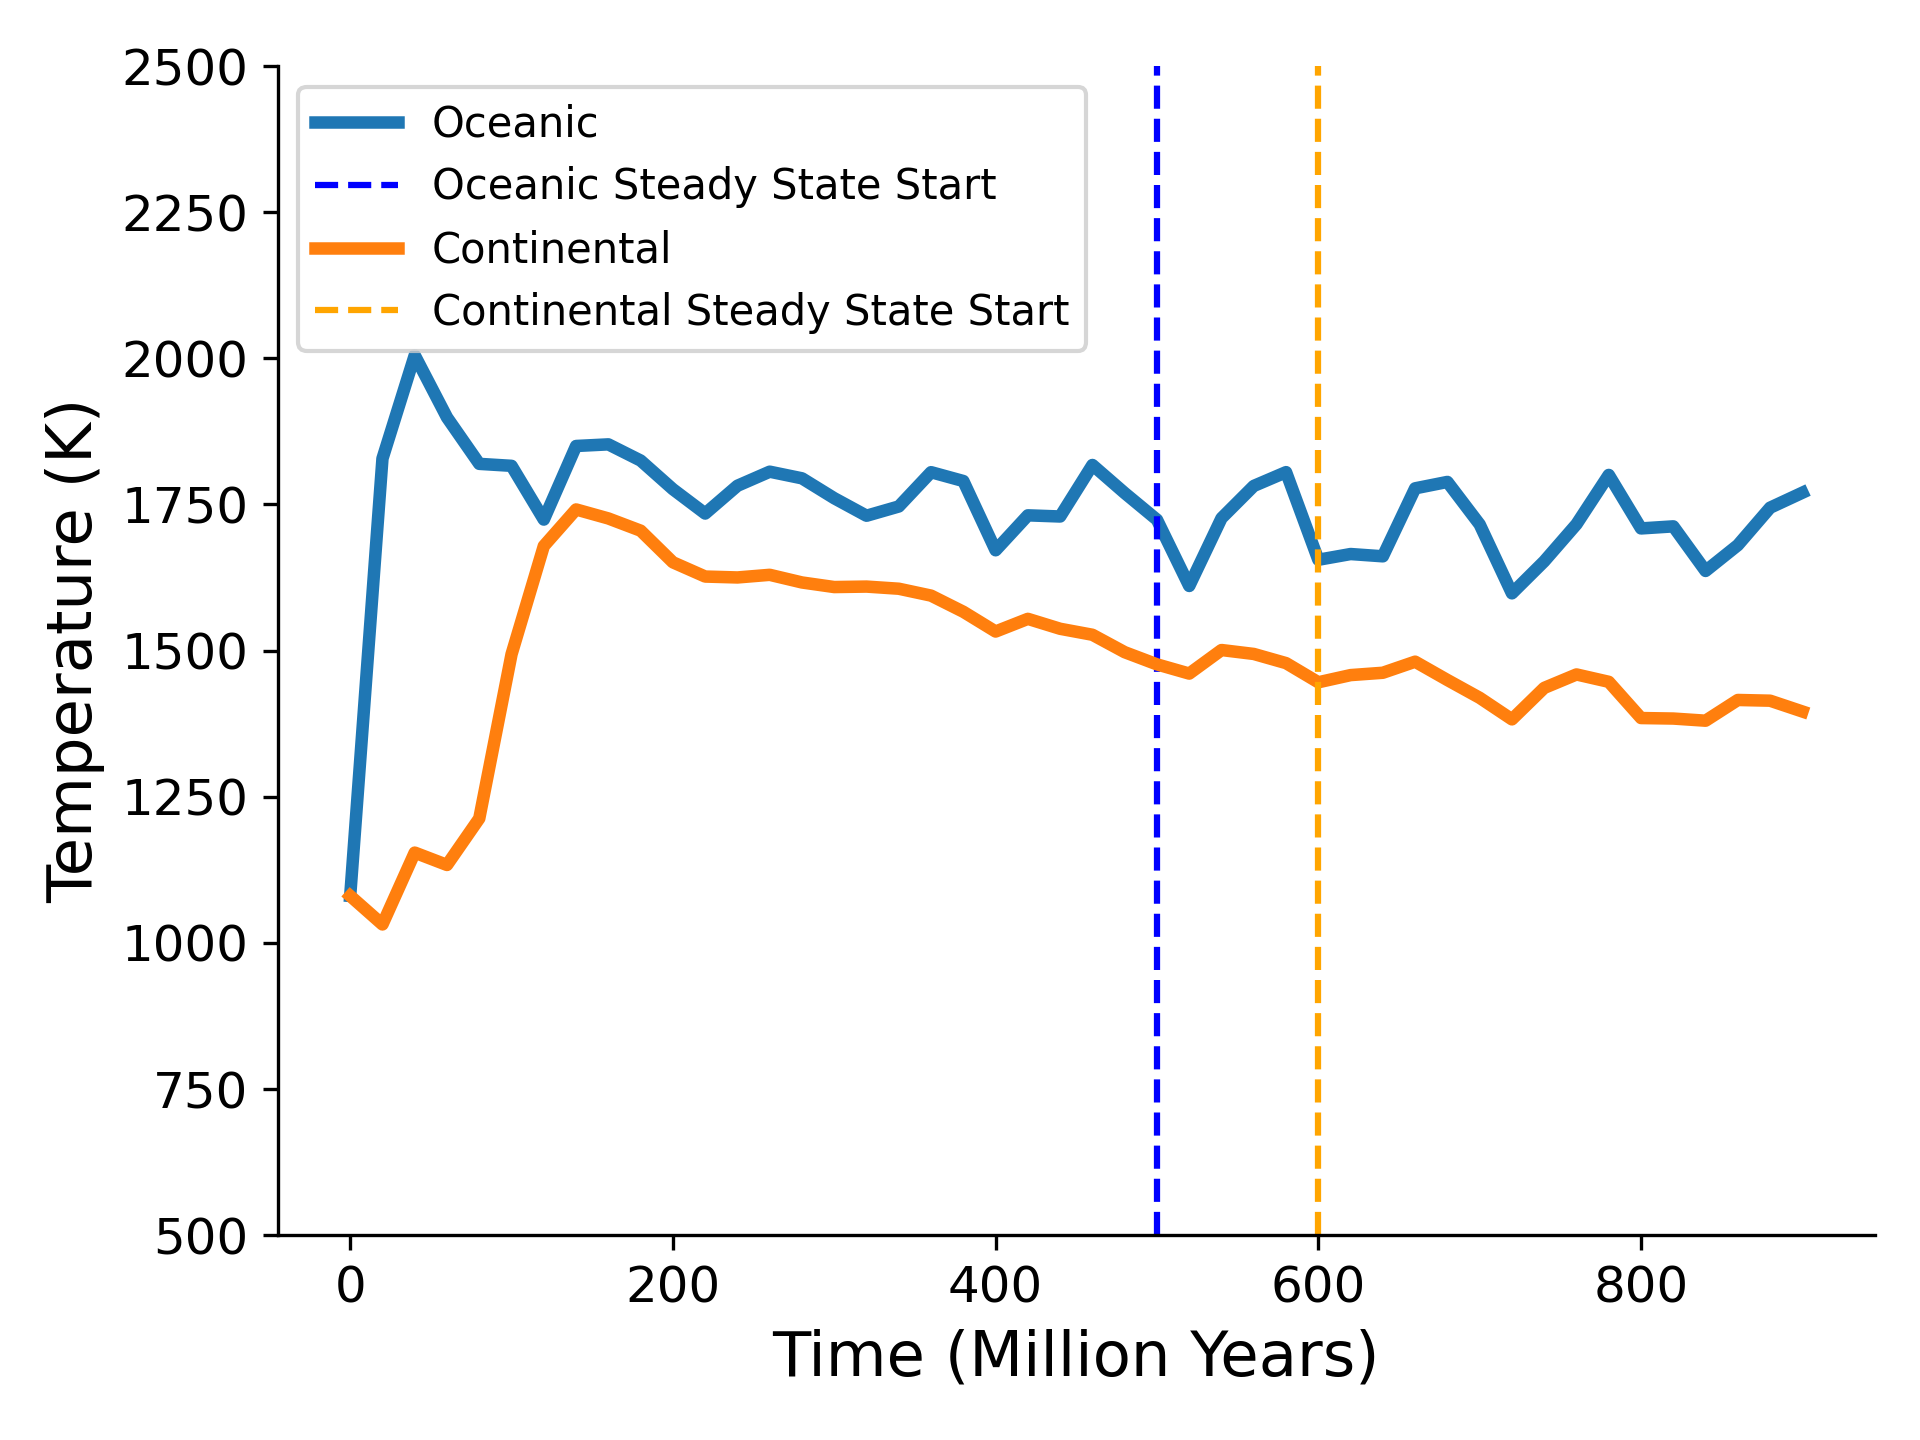 2500
2250
2000
1750
1500
1250
1000
750
500
Temperature (K)
Oceanic
Oceanic Steady State Start
Continental
Continental Steady State Start
0 200 400 600 800
Time (Million Years)